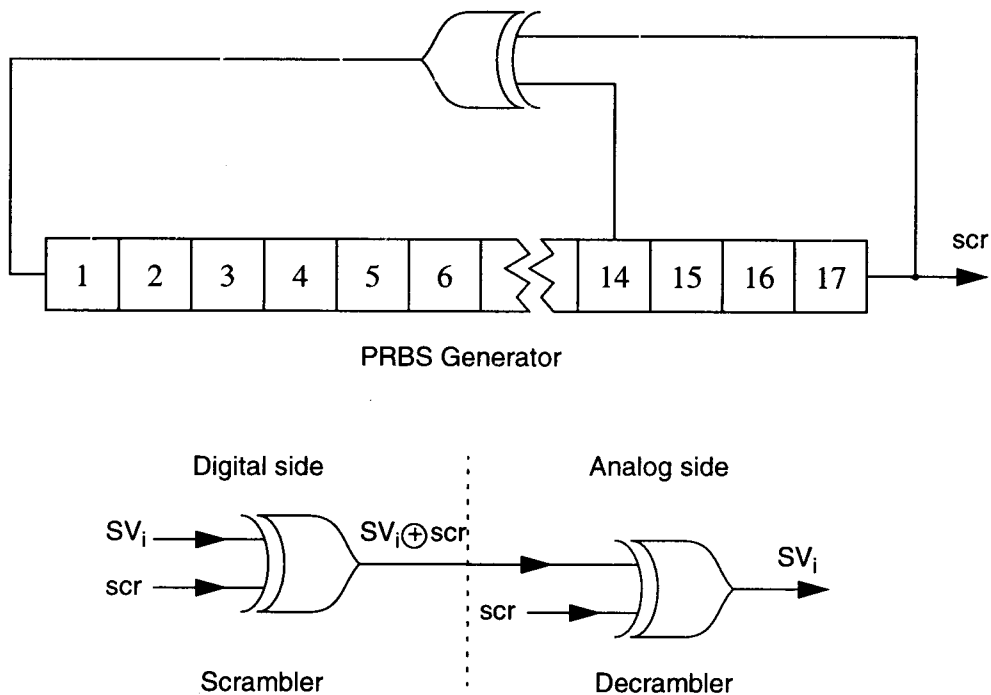 scr
1 2 3 4 5 6 14 15 16 17
PRBS Generator
Digital side
Analog side
SVi
scr
SVi⊕scr
scr
SVi
Scrambler
Decrambler